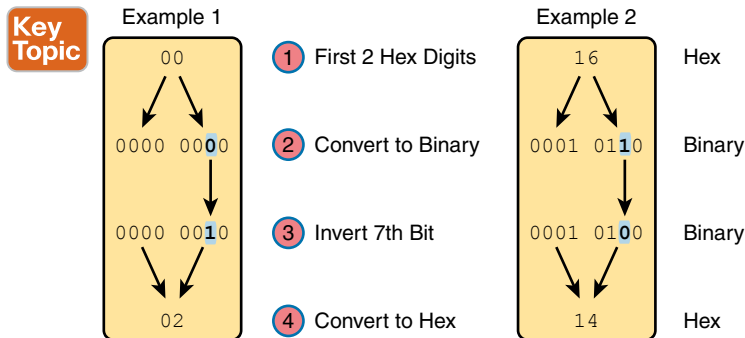 Key
Topic
Example 1
Example 2
00
1 First 2 Hex Digits
16
Hex
0000 0000
2 Convert to Binary
0001 0110
Binary
0000 0010
3 Invert 7th Bit
0001 0100
Binary
02
4 Convert to Hex
14
Hex